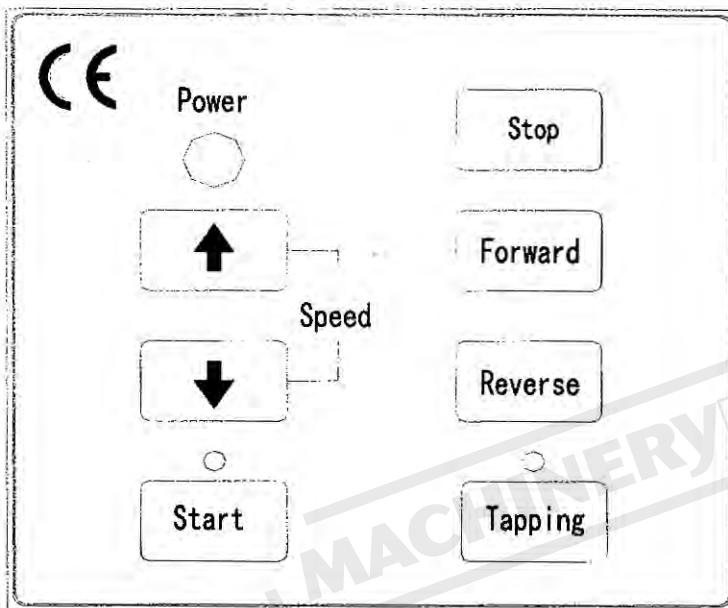 CE
Power
Stop
Forward
Speed
Reverse
Start
Tapping
MACHINERY